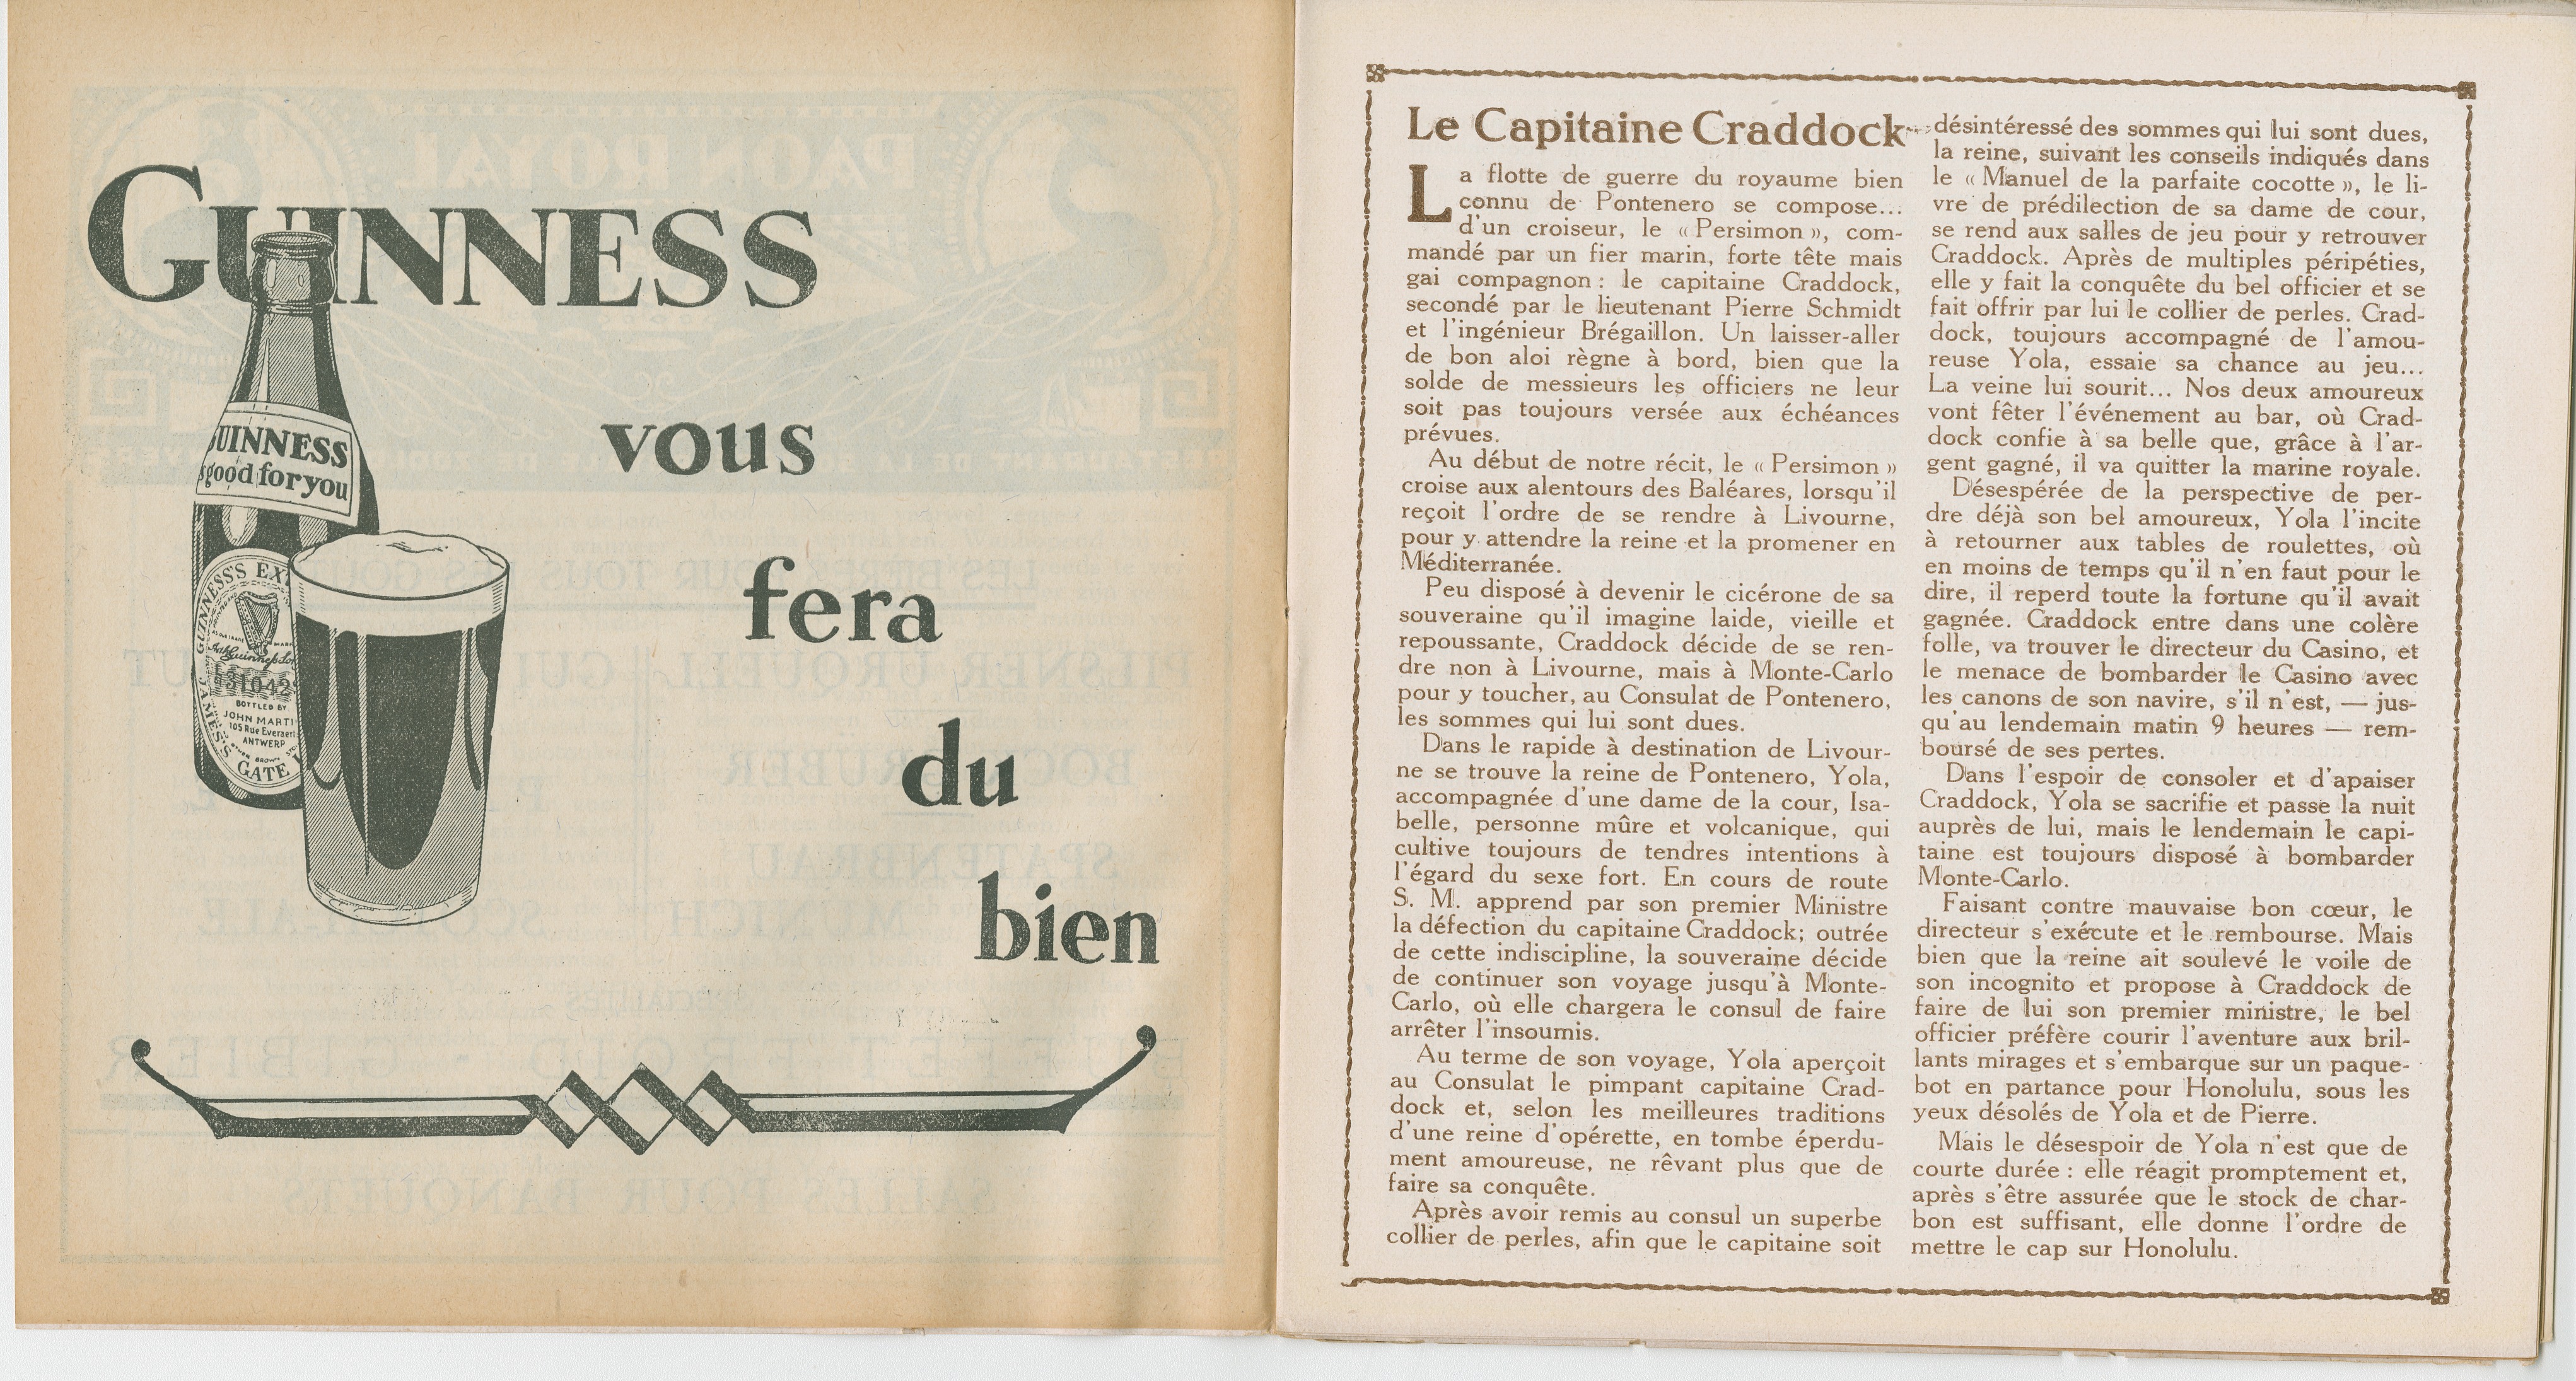 GUINNESS
vous
fera
du
bien
UINNESS
good for you
GUINNESS'S EX
BOTTLED BY
JOHN MARTI
105 Rue Everaert
ANTWERP
JAMES'S GATE
Le Capitaine Craddock
La flotte de guerre du royaume bien
connu de Pontenero se compose...
d'un croiseur, le « Persimon », com-
mandé par un fier marin, forte tête mais
gai compagnon : le capitaine Craddock,
secondé par le lieutenant Pierre Schmidt
et l'ingénieur Brégaillon. Un laisser-aller
de bon aloi règne à bord, bien que la
solde de messieurs les officiers ne leur
soit pas toujours versée aux échéances
prévues.
Au début de notre récit, le « Persimon »
croise aux alentours des Baléares, lorsqu'il
reçoit l'ordre de se rendre à Livourne,
pour y attendre la reine et la promener en
Méditerranée.
Peu disposé à devenir le cicérone de sa
souveraine qu'il imagine laide, vieille et
repoussante, Craddock décide de se ren-
dre non à Livourne, mais à Monte-Carlo
pour y toucher, au Consulat de Pontenero,
les sommes qui lui sont dues.
Dans le rapide à destination de Livour-
ne se trouve la reine de Pontenero, Yola,
accompagnée d'une dame de la cour, Isa-
belle, personne mûre et volcanique, qui
cultive toujours de tendres intentions à
l'égard du sexe fort. En cours de route
S. M. apprend par son premier Ministre
la défection du capitaine Craddock; outrée
de cette indiscipline, la souveraine décide
de continuer son voyage jusqu'à Monte-
Carlo, où elle chargera le consul de faire
arrêter l'insoumis.
Au terme de son voyage, Yola aperçoit
au Consulat le pimpant capitaine Crad-
dock et, selon les meilleures traditions
d'une reine d'opérette, en tombe éperdu-
ment amoureuse, ne rêvant plus que de
faire sa conquête.
Après avoir remis au consul un superbe
collier de perles, afin que le capitaine soit
désintéressé des sommes qui lui sont dues,
la reine, suivant les conseils indiqués dans
le « Manuel de la parfaite cocotte », le li-
vre de prédilection de sa dame de cour,
se rend aux salles de jeu pour y retrouver
Craddock. Après de multiples péripéties,
elle y fait la conquête du bel officier et se
fait offrir par lui le collier de perles. Crad-
dock, toujours accompagné de l'amou-
reuse Yola, essaie sa chance au jeu...
La veine lui sourit... Nos deux amoureux
vont fêter l'événement au bar, où Crad-
dock confie à sa belle que, grâce à l'ar-
gent gagné, il va quitter la marine royale.
Désespérée de la perspective de per-
dre déjà son bel amoureux, Yola l'incite
à retourner aux tables de roulettes, où
en moins de temps qu'il n'en faut pour le
dire, il reperd toute la fortune qu'il avait
gagnée. Craddock entre dans une colère
folle, va trouver le directeur du Casino, et
le menace de bombarder le Casino avec
les canons de son navire, s'il n'est, — jus-
qu'au lendemain matin 9 heures — rem-
boursé de ses pertes.
Dans l'espoir de consoler et d'apaiser
Craddock, Yola se sacrifie et passe la nuit
auprès de lui, mais le lendemain le capi-
taine est toujours disposé à bombarder
Monte-Carlo.
Faisant contre mauvaise bon cœur, le
directeur s'exécute et le rembourse. Mais
bien que la reine ait soulevé le voile de
son incognito et propose à Craddock de
faire de lui son premier ministre, le bel
officier préfère courir l'aventure aux bril-
lants mirages et s'embarque sur un paque-
bot en partance pour Honolulu, sous les
yeux désolés de Yola et de Pierre.
Mais le désespoir de Yola n'est que de
courte durée : elle réagit promptement et,
après s'être assurée que le stock de char-
bon est suffisant, elle donne l'ordre de
mettre le cap sur Honolulu.